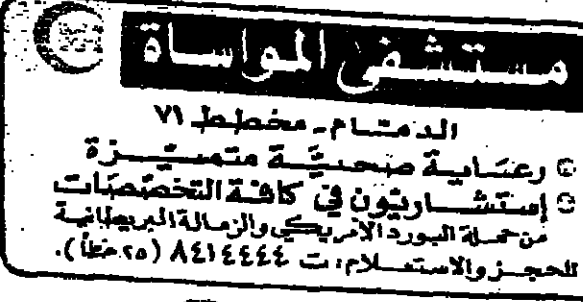 مستشفى المواساة
الدمام - مخطط ٧١
رعاية صحية متميزة
إستشاريون في كافة التخصصات
من حملة البورد الأمريكي والزمالة البريطانية
للحجز والاستعلام: ت ٨٤١٤٤٤٤ (٢٥ خطاً).